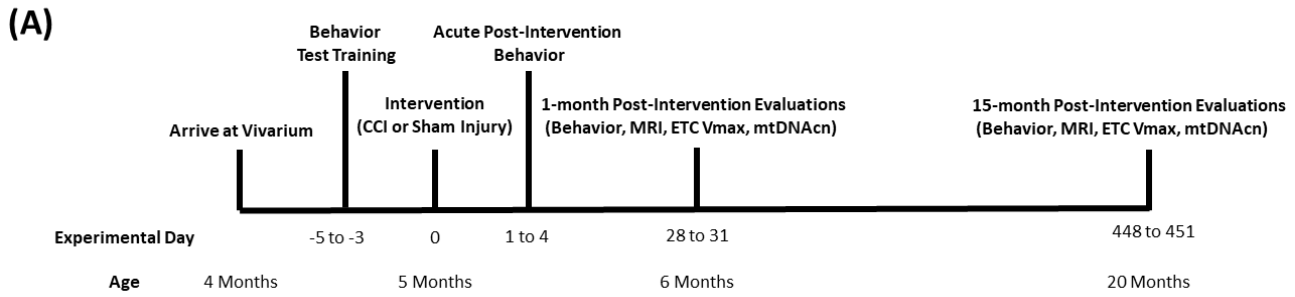 (A)
Behavior
Test Training
Acute Post-Intervention
Behavior
Arrive at Vivarium
Intervention
(CCI or Sham Injury)
1-month Post-Intervention Evaluations
(Behavior, MRI, ETC Vmax, mtDNAcn)
15-month Post-Intervention Evaluations
(Behavior, MRI, ETC Vmax, mtDNAcn)
Experimental Day -5 to -3 0 1 to 4 28 to 31 448 to 451
Age 4 Months 5 Months 6 Months 20 Months